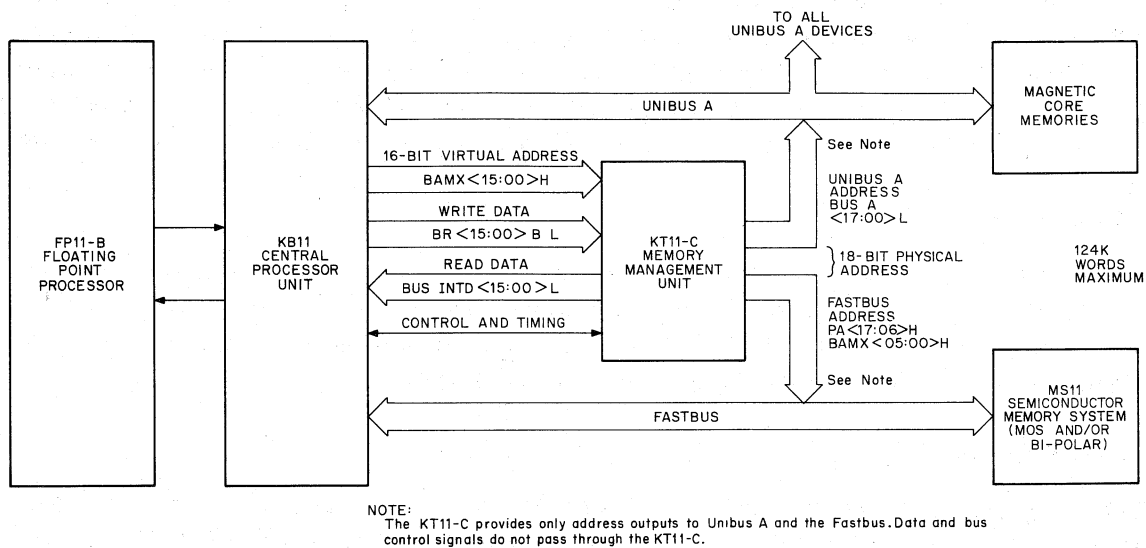 TO ALL
UNIBUS A DEVICES
FP11-B
FLOATING
POINT
PROCESSOR
KB11
CENTRAL
PROCESSOR
UNIT
UNIBUS A
MAGNETIC
CORE
MEMORIES
16-BIT VIRTUAL ADDRESS
BAMX<15:00>H
WRITE DATA
BR<15:00> B L
READ DATA
BUS INTD<15:00>L
CONTROL AND TIMING
KT11-C
MEMORY
MANAGEMENT
UNIT
See Note
UNIBUS A
ADDRESS
BUS A
<17:00>L
18-BIT PHYSICAL
ADDRESS
FASTBUS
ADDRESS
PA<17:06>H
BAMX<05:00>H
See Note
124K
WORDS
MAXIMUM
FASTBUS
MS11
SEMICONDUCTOR
MEMORY SYSTEM
(MOS AND/OR
BI-POLAR)
NOTE:
The KT11-C provides only address outputs to Unibus A and the Fastbus. Data and bus
control signals do not pass through the KT11-C.